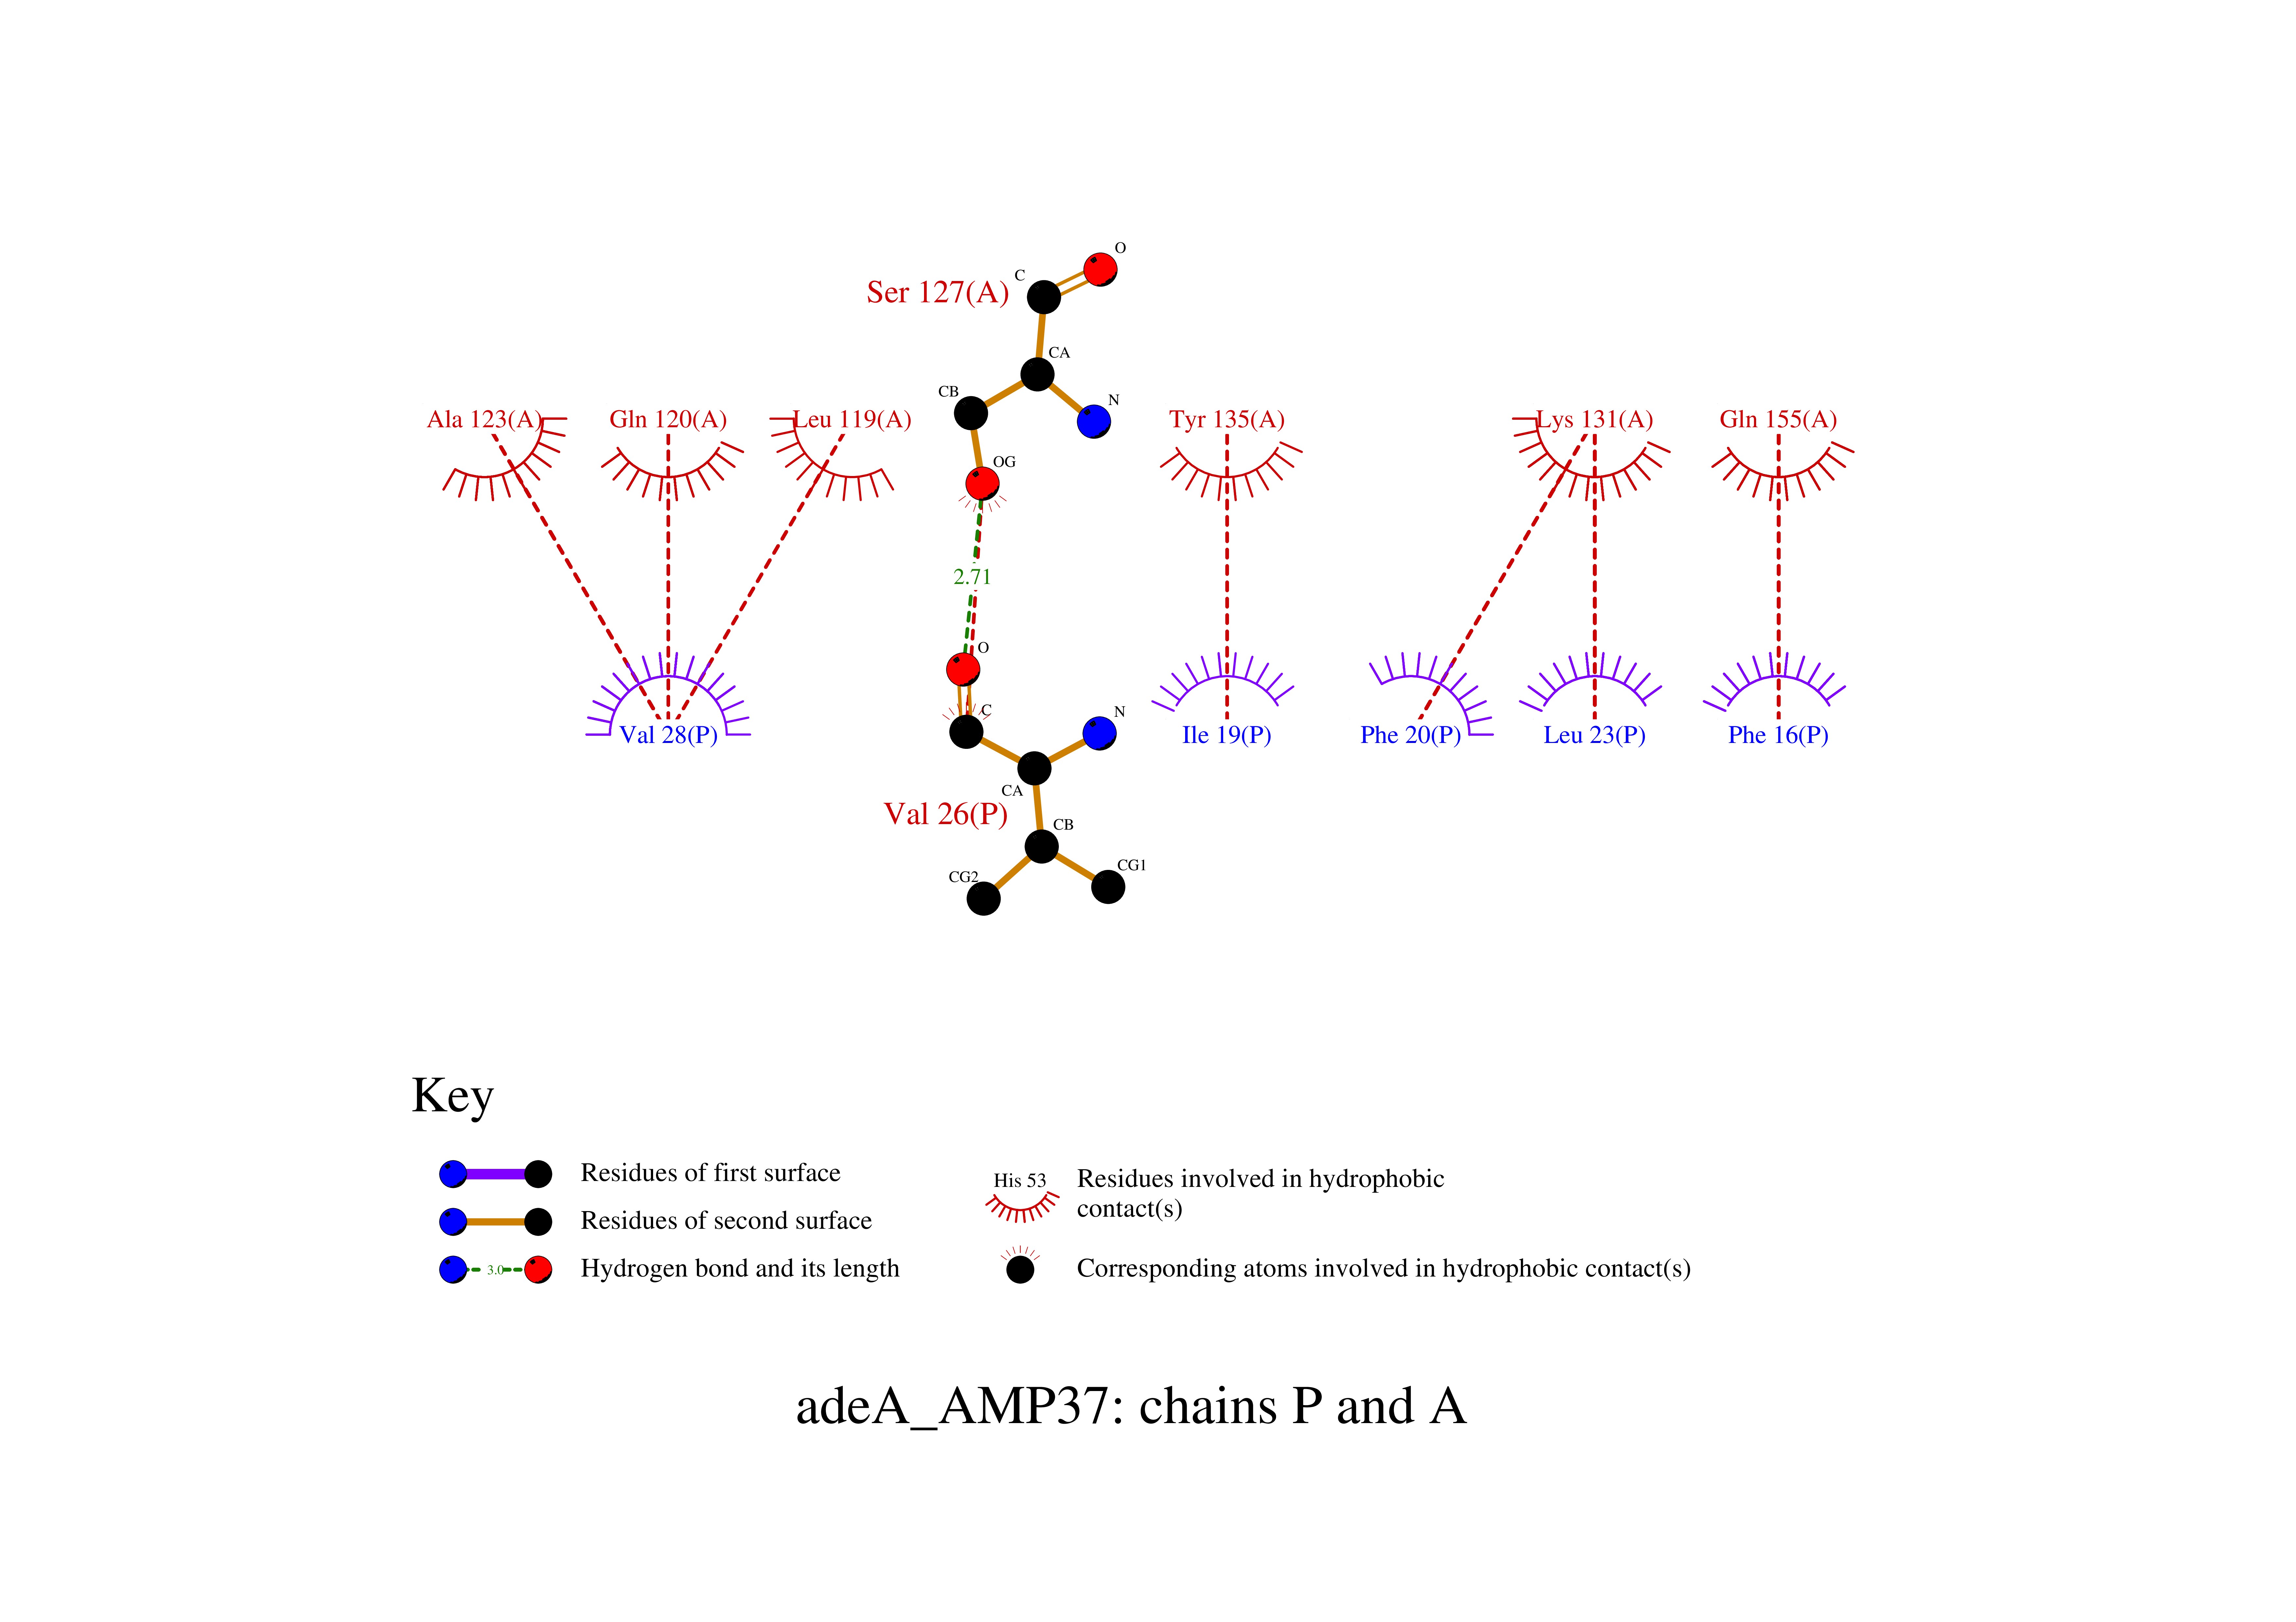 O
C
Ser 127(A)
CA
CB
N
Ala 123(A)
Gln 120(A)
Leu 119(A)
Tyr 135(A)
Lys 131(A)
Gln 155(A)
OG
2.71
O
C
N
Val 28(P)
Ile 19(P)
Phe 20(P)
Leu 23(P)
Phe 16(P)
CA
Val 26(P)
CB
CG1
CG2
Key
Residues of first surface
Residues of second surface
3.0
Hydrogen bond and its length
His 53
Residues involved in hydrophobic
contact(s)
Corresponding atoms involved in hydrophobic contact(s)
adeA_AMP37: chains P and A